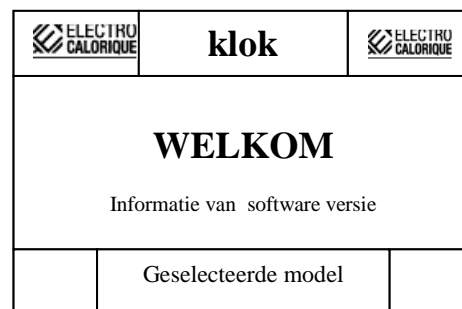 ELECTRO
CALORIQUE
klok
ELECTRO
CALORIQUE
WELKOM
Informatie van software versie
Geselecteerde model